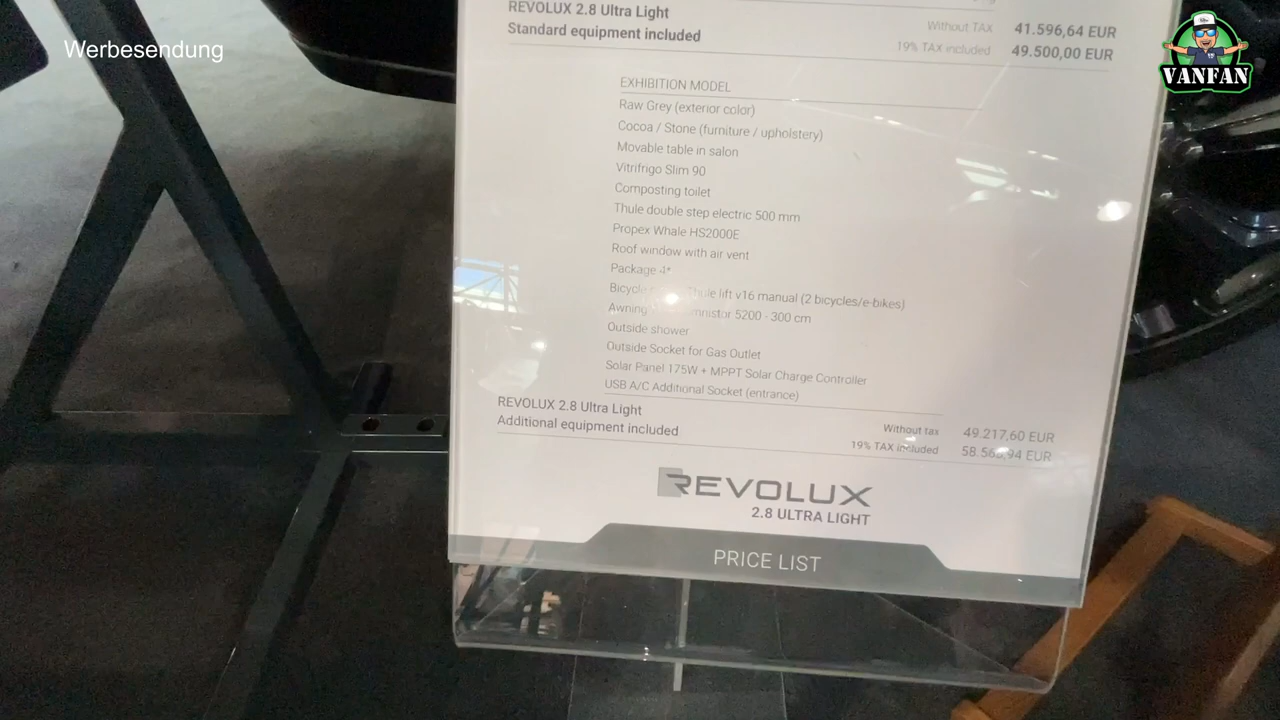 Werbesendung
VANFAN
REVOLUX 2.8 Ultra Light
Standard equipment included
Without TAX 41.596,64 EUR
19% TAX included 49.500,00 EUR
EXHIBITION MODEL
Raw Grey (exterior color)
Cocoa / Stone (furniture / upholstery)
Movable table in salon
Vitrifrigo Slim 90
Composting toilet
Thule double step electric 500 mm
Propex Whale HS2000E
Roof window with air vent
Package 4*
Bicycle lift v16 manual (2 bicycles/e-bikes)
Awning 5200 - 300 cm
Outside shower
Outside Socket for Gas Outlet
Solar Panel 175W + MPPT Solar Charge Controller
USB A/C Additional Socket (entrance)
REVOLUX 2.8 Ultra Light
Additional equipment included
Without tax 49.217,60 EUR
19% TAX included EUR
REVOLUX
2.8 ULTRA LIGHT
PRICE LIST